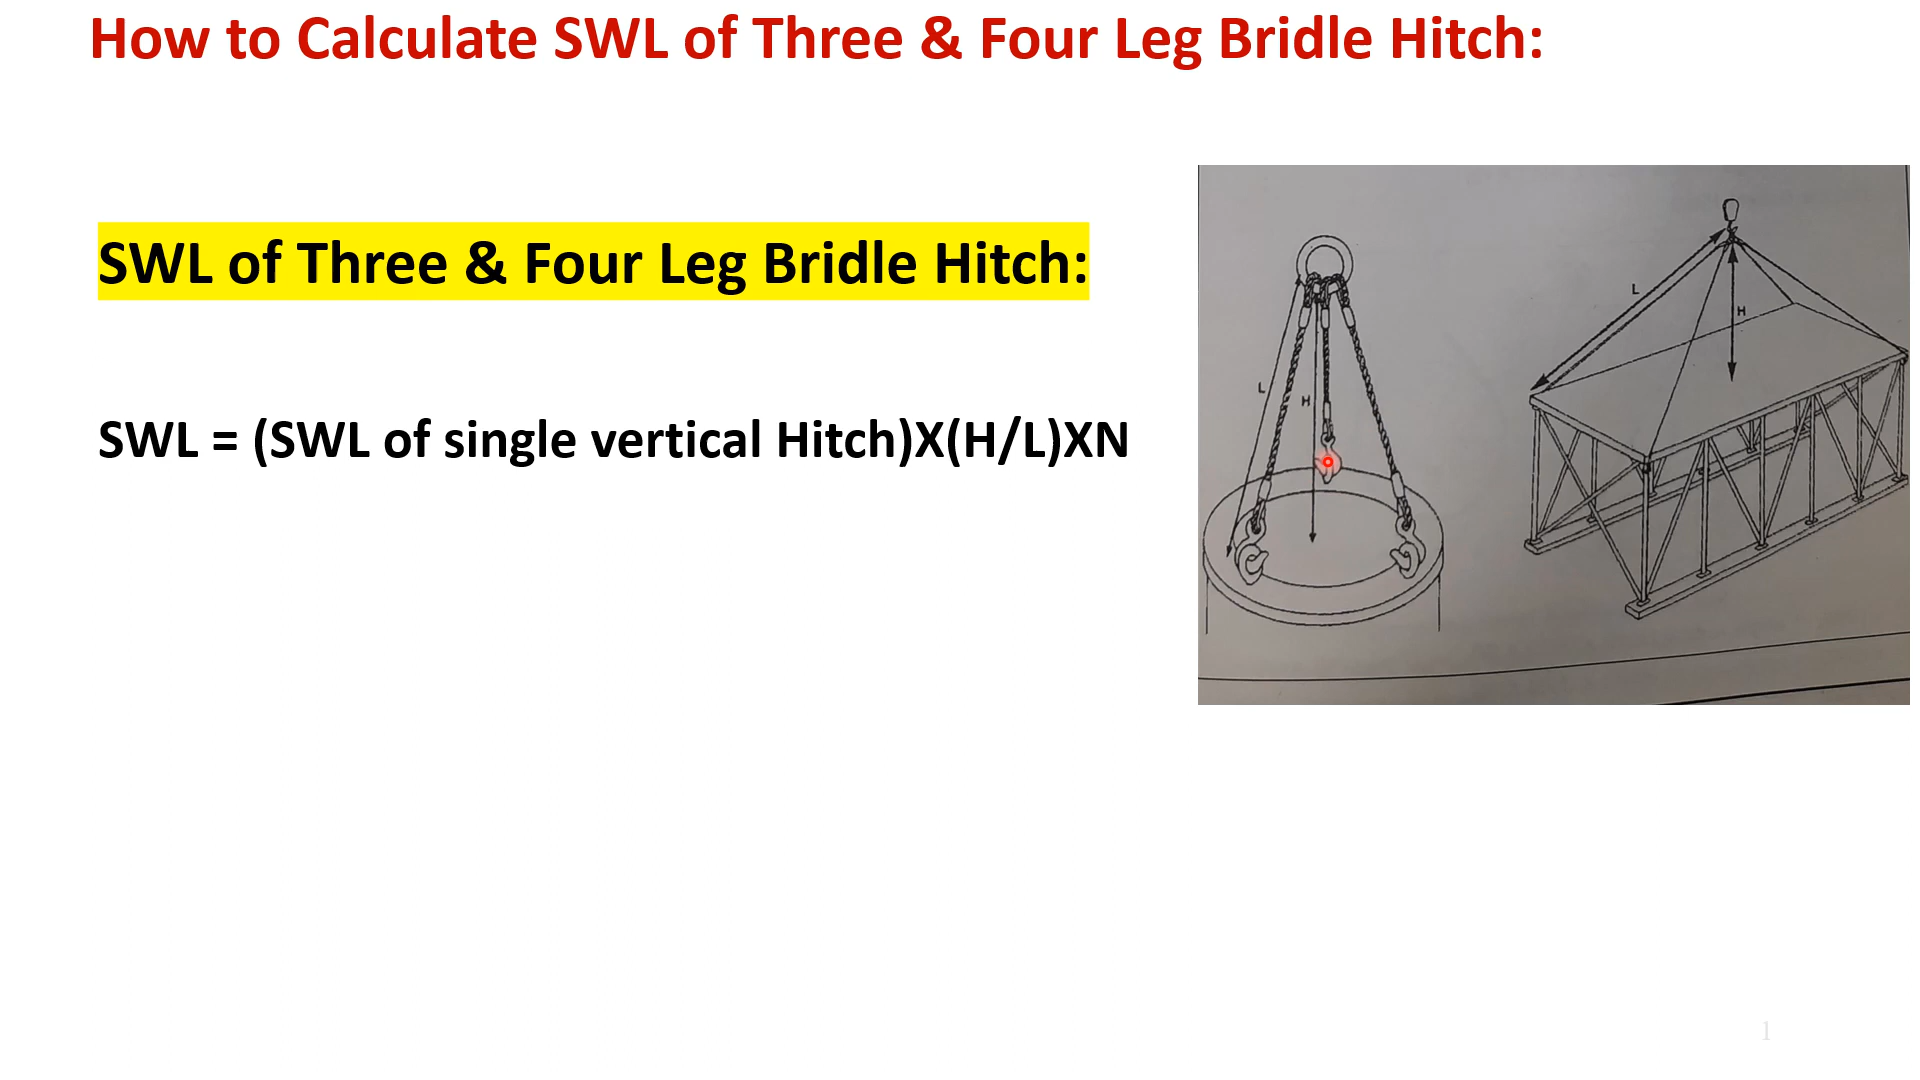 How to Calculate SWL of Three & Four Leg Bridle Hitch:
SWL of Three & Four Leg Bridle Hitch:
SWL = (SWL of single vertical Hitch)X(H/L)XN
L
H
L
H
1